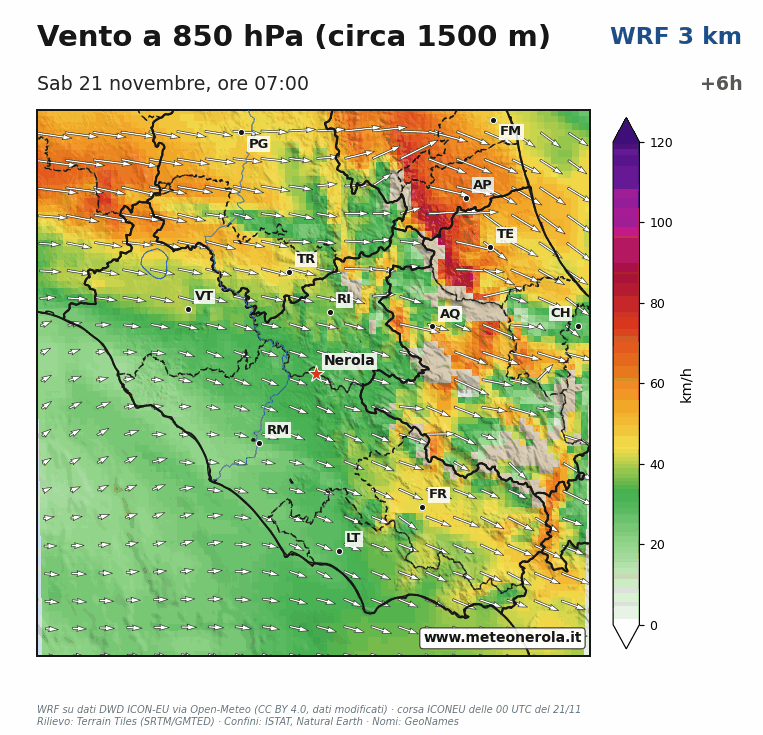 Vento a 850 hPa (circa 1500 m)
WRF 3 km
Sab 21 novembre, ore 07:00
+6h
FM
PG
AP
TE
TR
VT
RI
AQ
CH
Nerola
RM
FR
LT
www.meteonerola.it
120
100
80
60
40
20
0
km/h
WRF su dati DWD ICON-EU via Open-Meteo (CC BY 4.0, dati modificati) · corsa ICONEU delle 00 UTC del 21/11
Rilievo: Terrain Tiles (SRTM/GMTED) · Confini: ISTAT, Natural Earth · Nomi: GeoNames